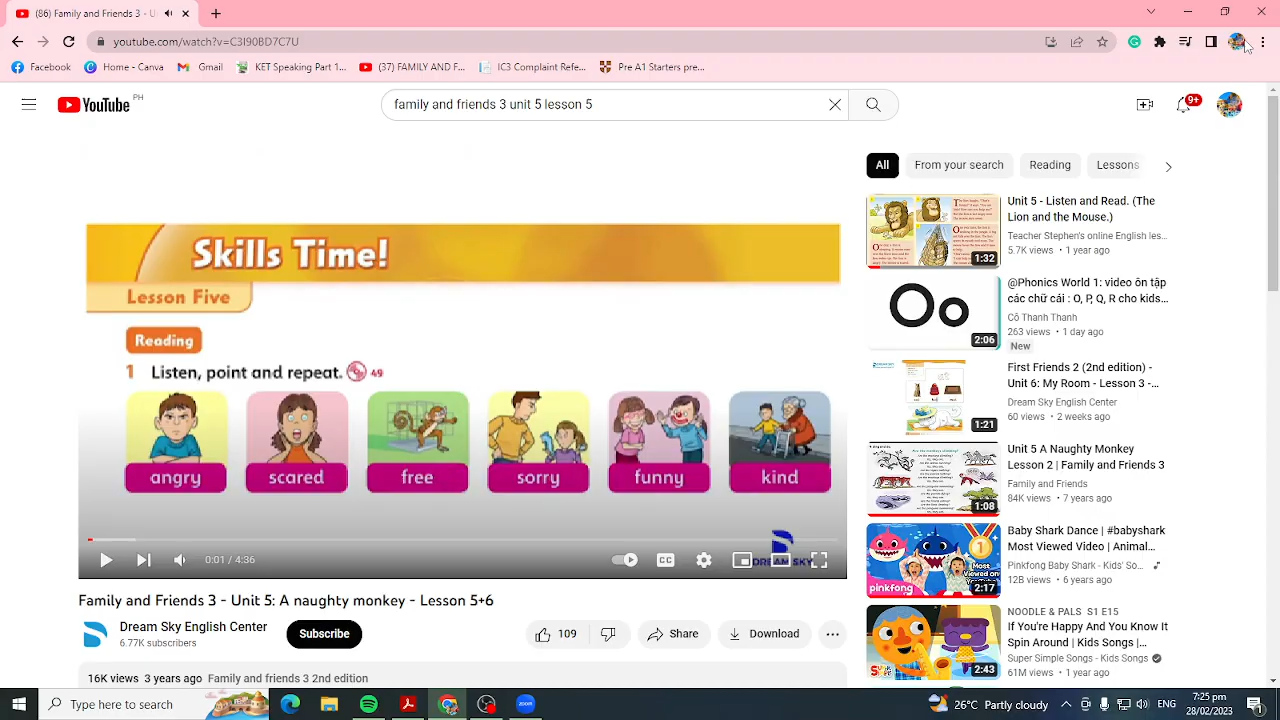 (86) Family and Friends 3 - U
youtube.com/watch?v=C3I90BD7C7U
Facebook
Home - Canva
Gmail
KET Speaking Part 1...
(37) FAMILY AND F...
IC3 Complaint Refe...
Pre A1 Starters pre...
YouTube PH
family and friends 3 unit 5 lesson 5
9+
All
From your search
Reading
Lessons
Skills Time!
Lesson Five
Reading
1 Listen, point and repeat. 49
angry
scared
free
sorry
funny
kind
0:01 / 4:36
CC
DREAM SKY
Family and Friends 3 - Unit 5: A naughty monkey - Lesson 5+6
Dream Sky English Center
6.77K subscribers
Subscribe
109
Share
Download
16K views 3 years ago Family and friends 3 2nd edition
1:32
Unit 5 - Listen and Read. (The
Lion and the Mouse.)
Teacher Stephen's online English les...
5.7K views • 1 year ago
2:06
@Phonics World 1: video ôn tập
các chữ cái : O, P, Q, R cho kids...
Cô Thanh Thanh
263 views • 1 day ago
New
1:21
First Friends 2 (2nd edition) -
Unit 6: My Room - Lesson 3 -...
Dream Sky English Center
60 views • 2 weeks ago
1:08
Unit 5 A Naughty Monkey
Lesson 2 | Family and Friends 3
Family and Friends
84K views • 7 years ago
pinkfong
2:17
Baby Shark Dance | #babyshark
Most Viewed Video | Animal...
Pinkfong Baby Shark - Kids' So...
12B views • 6 years ago
2:43
NOODLE & PALS S1 E15
If You're Happy And You Know It
Spin Around | Kids Songs |...
Super Simple Songs - Kids Songs
61M views • 1 year ago
Type here to search
zoom
26°C Partly cloudy
ENG
7:25 pm
28/02/2023